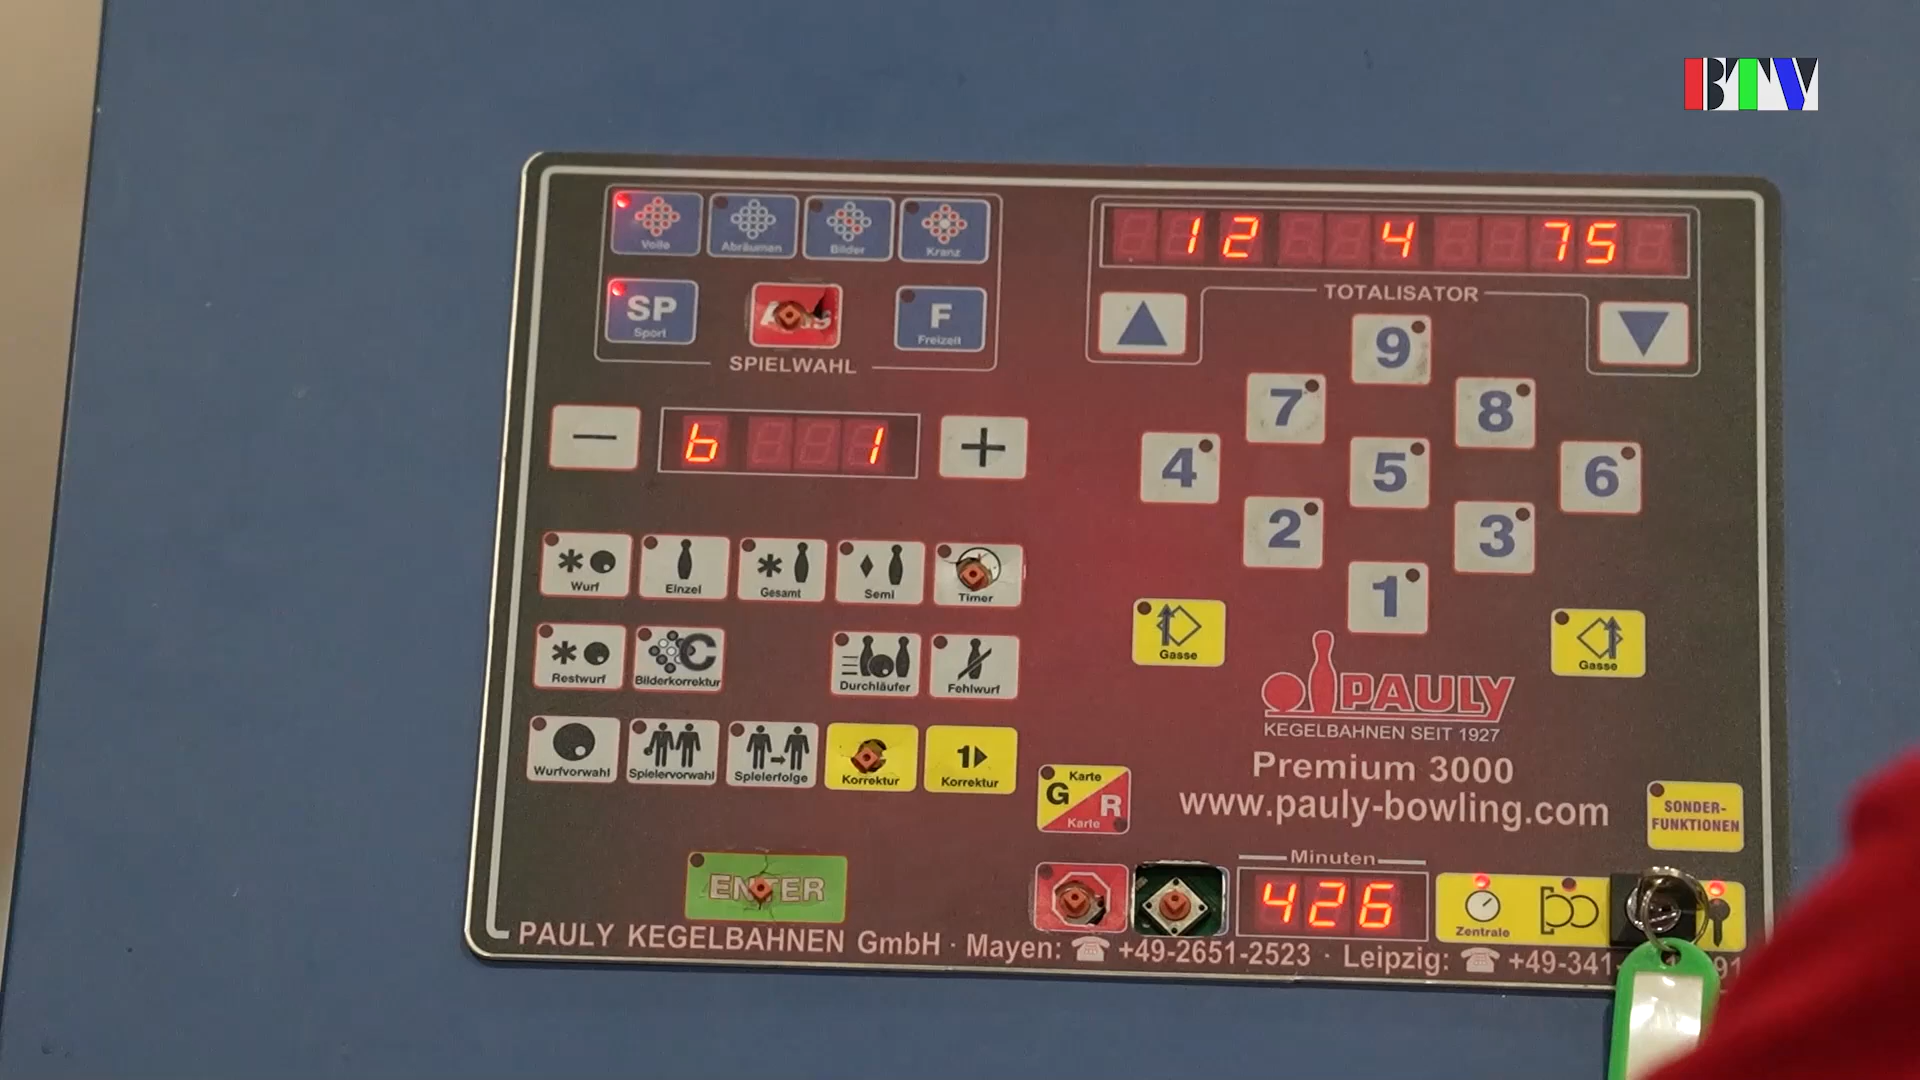 BTV
Volle Abräumen Bilder Kranz
12 4 75
SP
Sport
F
Freizeit
SPIELWAHL
TOTALISATOR
9
7 8
4 5 6
2 3
1
b 1
Wurf Einzel Gesamt Semi Timer
Restwurf Bilderkorrektur Durchläufer Fehlwurf
Wurfvorwahl Spielervorwahl Spielerfolge Korrektur 1 Korrektur
Gasse Gasse
PAULY
KEGELBAHNEN SEIT 1927
Premium 3000
www.pauly-bowling.com
Karte
G R
Karte
SONDER-
FUNKTIONEN
ENTER
Minuten
426
Zentrale
PAULY KEGELBAHNEN GmbH · Mayen: ☎ +49-2651-2523 · Leipzig: ☎ +49-341-